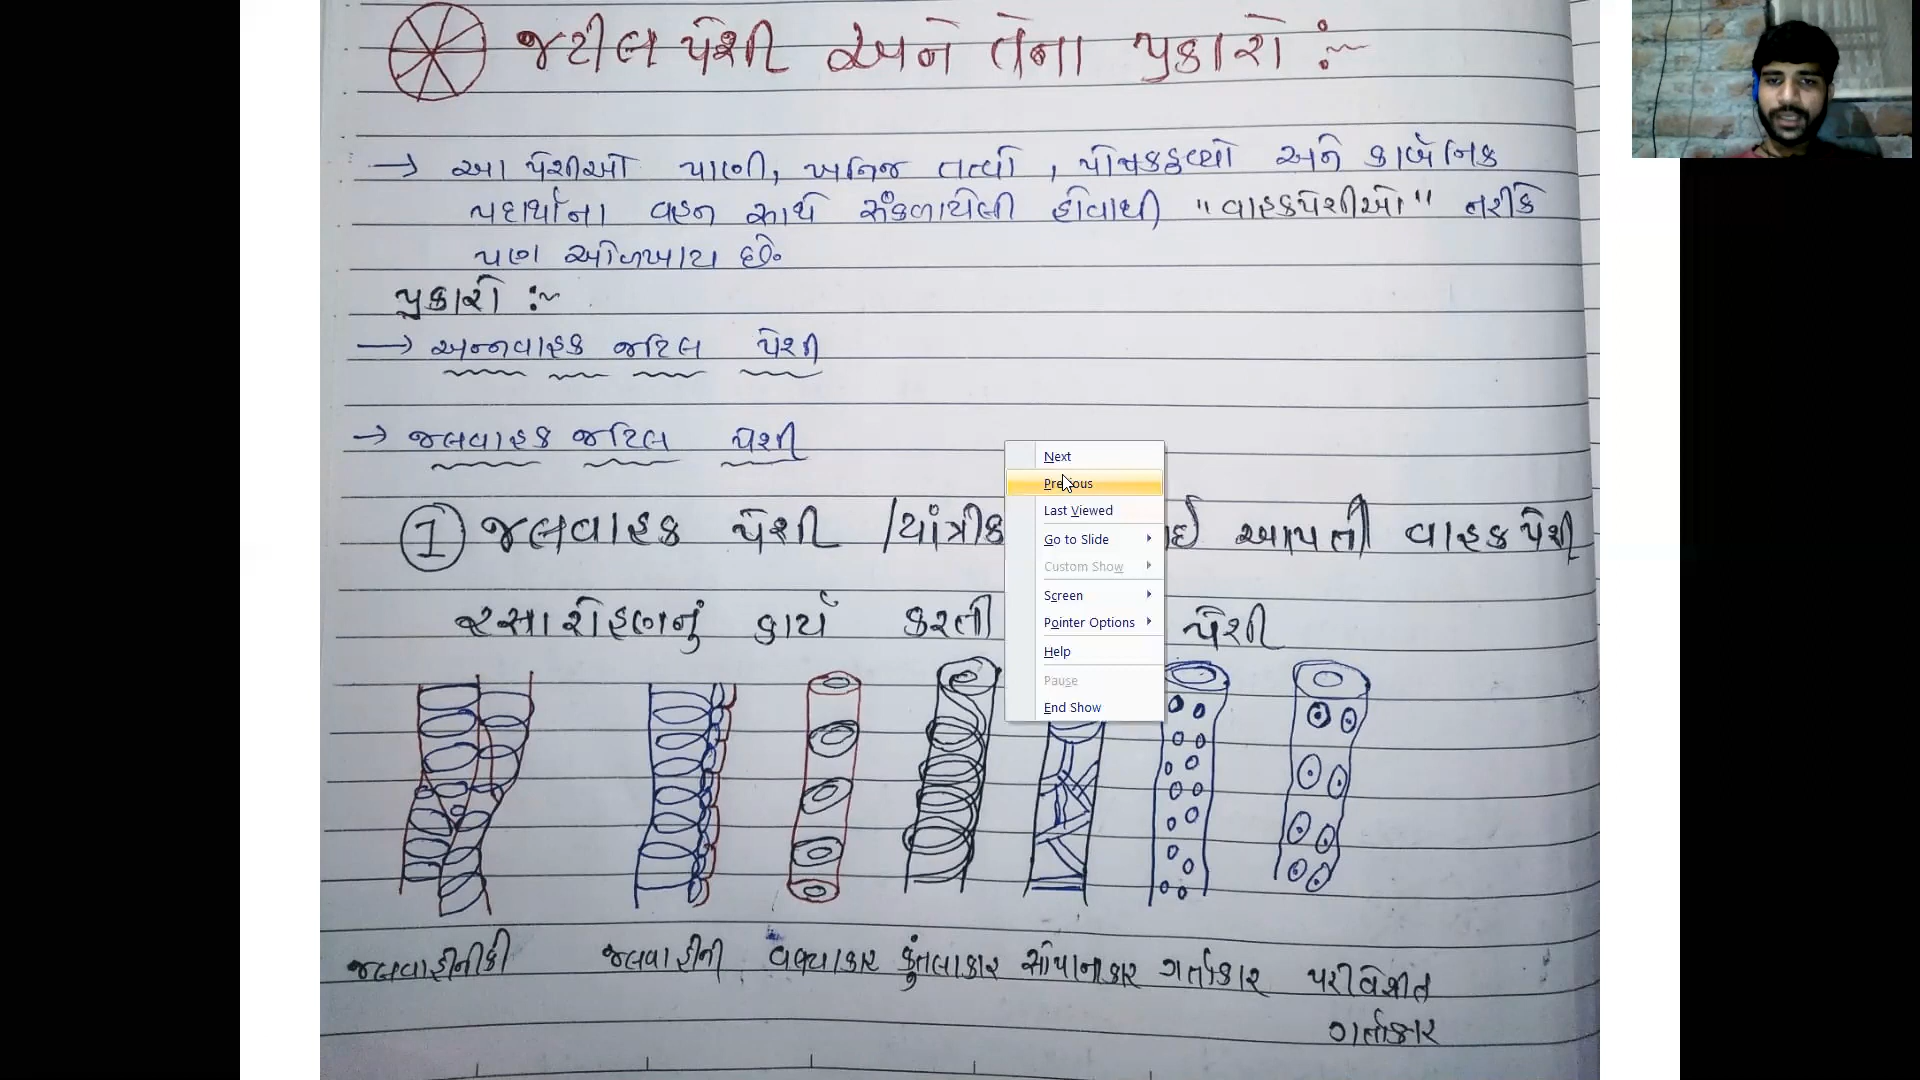 જટીલ પેશી અને તેના પ્રકારો :~
→ આ પેશીઓ પાણી, ખનિજ તત્વો, પોષકદ્રવ્યો અને કાર્બનિક
પદાર્થોના વહન સાથે સંકળાયેલી હોવાથી "વાહકપેશીઓ" તરીકે
પણ ઓળખાય છે.
પ્રકારો :~
→ અન્નવાહક જટિલ પેશી
→ જલવાહક જટિલ પેશી
① જલવાહક પેશી /યાંત્રીક આપતી વાહકપેશી
રસારોહણનું કાર્ય કરતી પેશી
Next
Previous
Last Viewed
Go to Slide
Custom Show
Screen
Pointer Options
Help
Pause
End Show
જલવાહીનીકી જલવાહીની વલયાકાર કુંતલાકાર સોપાનાકાર ગર્તાકાર પરીવેશીત
ગર્તાકાર